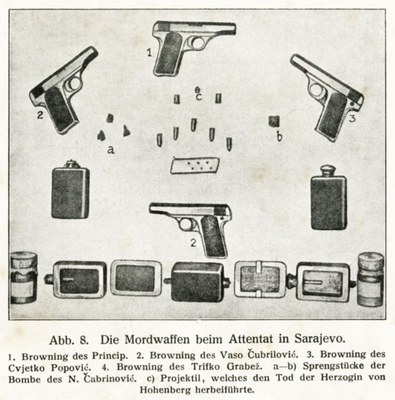 1
2
3
c
a
b
2
Abb. 8. Die Mordwaffen beim Attentat in Sarajevo.
1. Browning des Princip. 2. Browning des Vaso Čubrilović. 3. Browning des
Cvjetko Popović. 4. Browning des Trifko Grabež. a—b) Sprengstücke der
Bombe des N. Čabrinović. c) Projektil, welches den Tod der Herzogin von
Hohenberg herbeiführte.